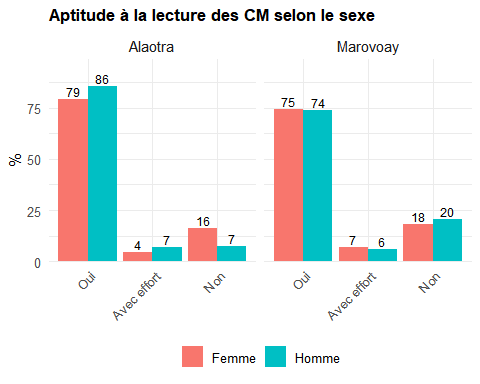 Aptitude à la lecture des CM selon le sexe
Alaotra Marovoay
%
75
50
25
0
79 86 4 7 16 7
75 74 7 6 18 20
Oui Avec effort Non Oui Avec effort Non
Femme Homme